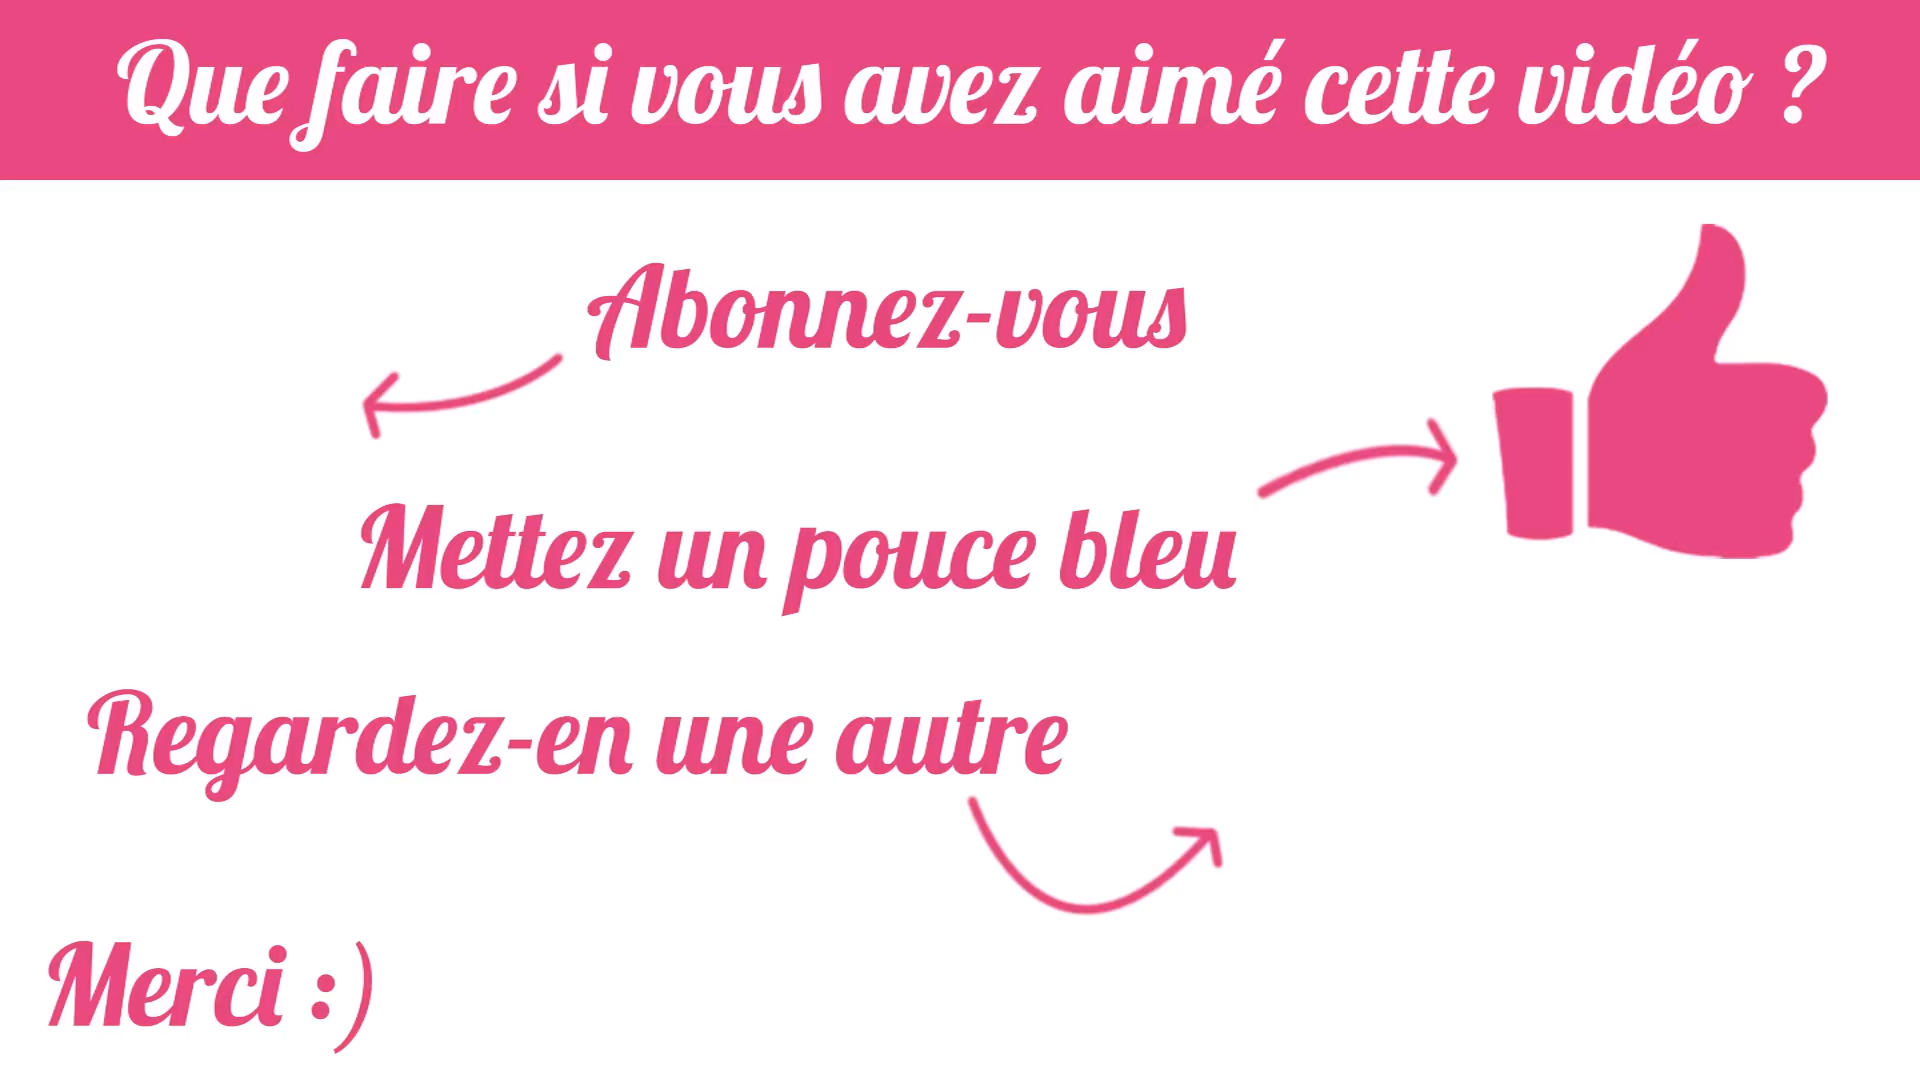 Que faire si vous avez aimé cette vidéo ?
Abonnez-vous
Mettez un pouce bleu
Regardez-en une autre
Merci :)